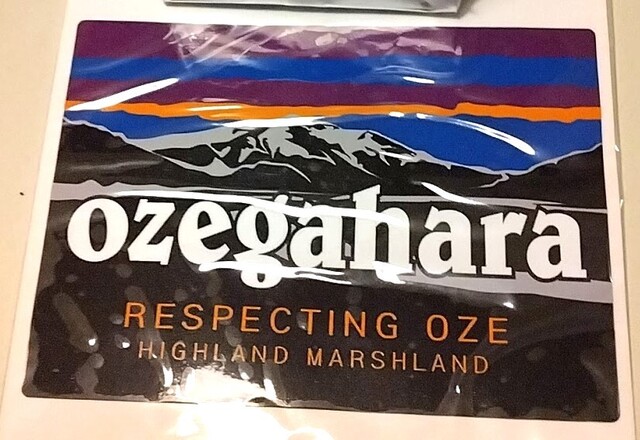 ozegahara
RESPECTING OZE
HIGHLAND MARSHLAND